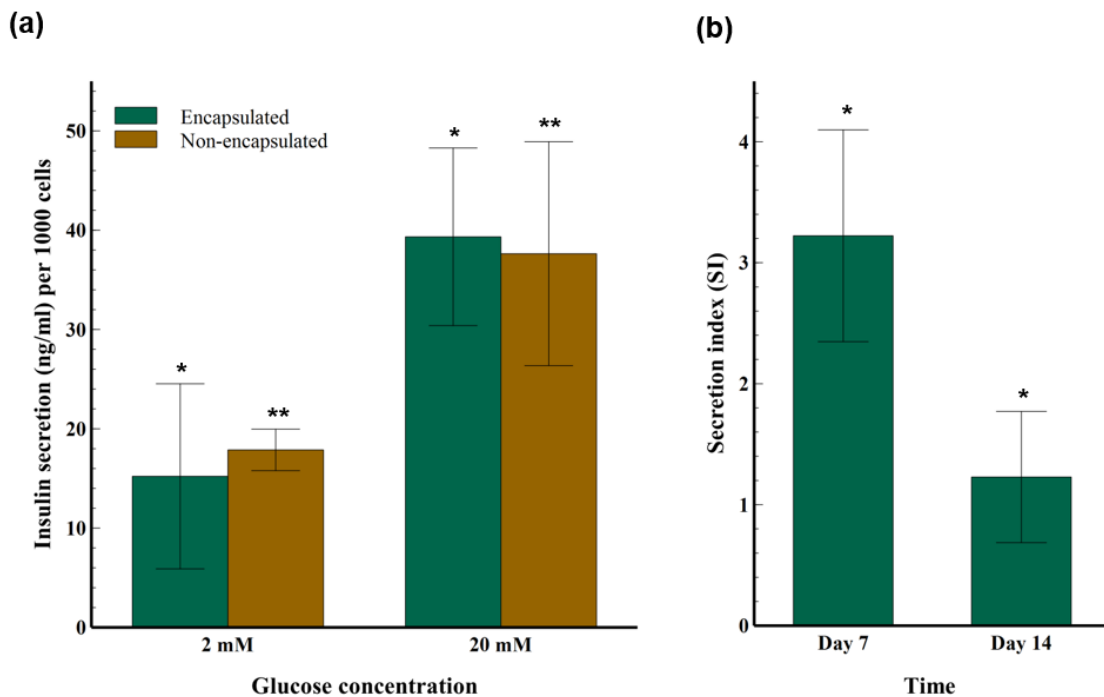 (a)
Insulin secretion (ng/ml) per 1000 cells
50
40
30
20
10
0
Encapsulated
Non-encapsulated
*
**
*
**
2 mM
20 mM
Glucose concentration
(b)
Secretion index (SI)
4
3
2
1
0
*
*
Day 7
Day 14
Time